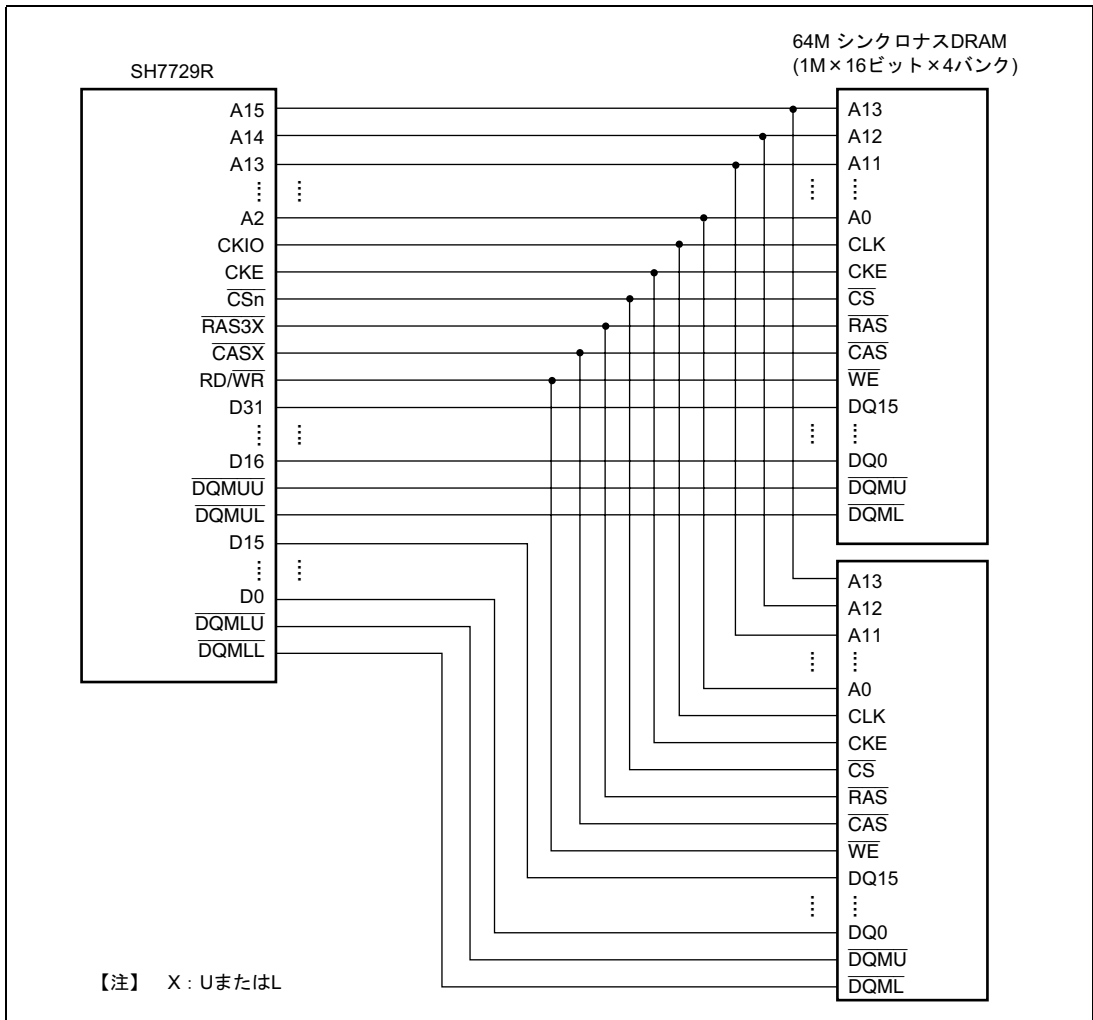 64M シンクロナスDRAM
(1M×16ビット×4バンク)
SH7729R
A15
A14
A13
A2
CKIO
CKE
CSn
RAS3X
CASX
RD/WR
D31
D16
DQMUU
DQMUL
D15
D0
DQMLU
DQMLL
A13
A12
A11
A0
CLK
CKE
CS
RAS
CAS
WE
DQ15
DQ0
DQMU
DQML
A13
A12
A11
A0
CLK
CKE
CS
RAS
CAS
WE
DQ15
DQ0
DQMU
DQML
【注】 X：UまたはL